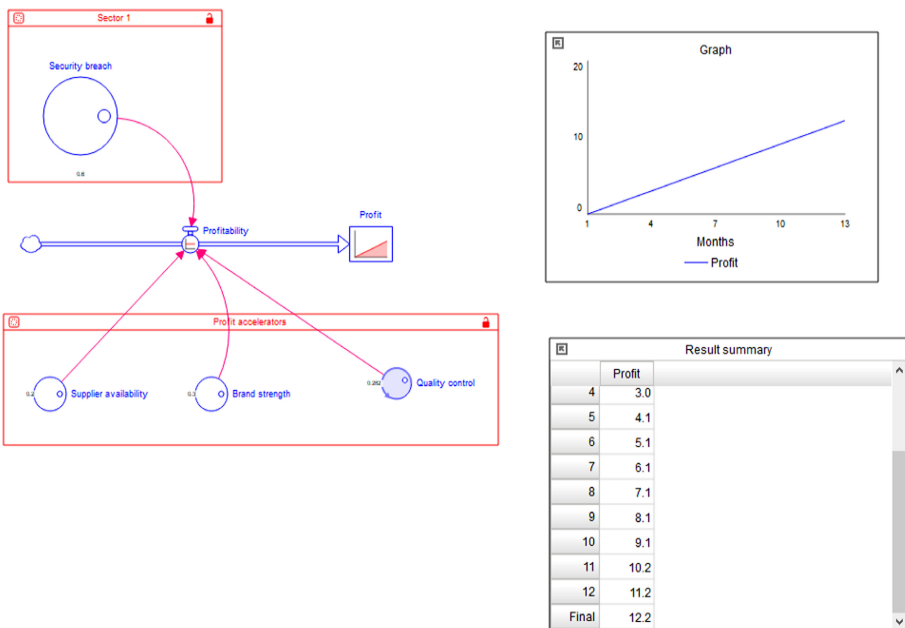 Sector 1
Security breach
0.6
Profitability
Profit
Profit accelerators
0.2
Supplier availability
0.3
Brand strength
0.282
Quality control
Graph
20
10
0
1 4 7 10 13
Months
Profit
Result summary
Profit
4 3.0
5 4.1
6 5.1
7 6.1
8 7.1
9 8.1
10 9.1
11 10.2
12 11.2
Final 12.2